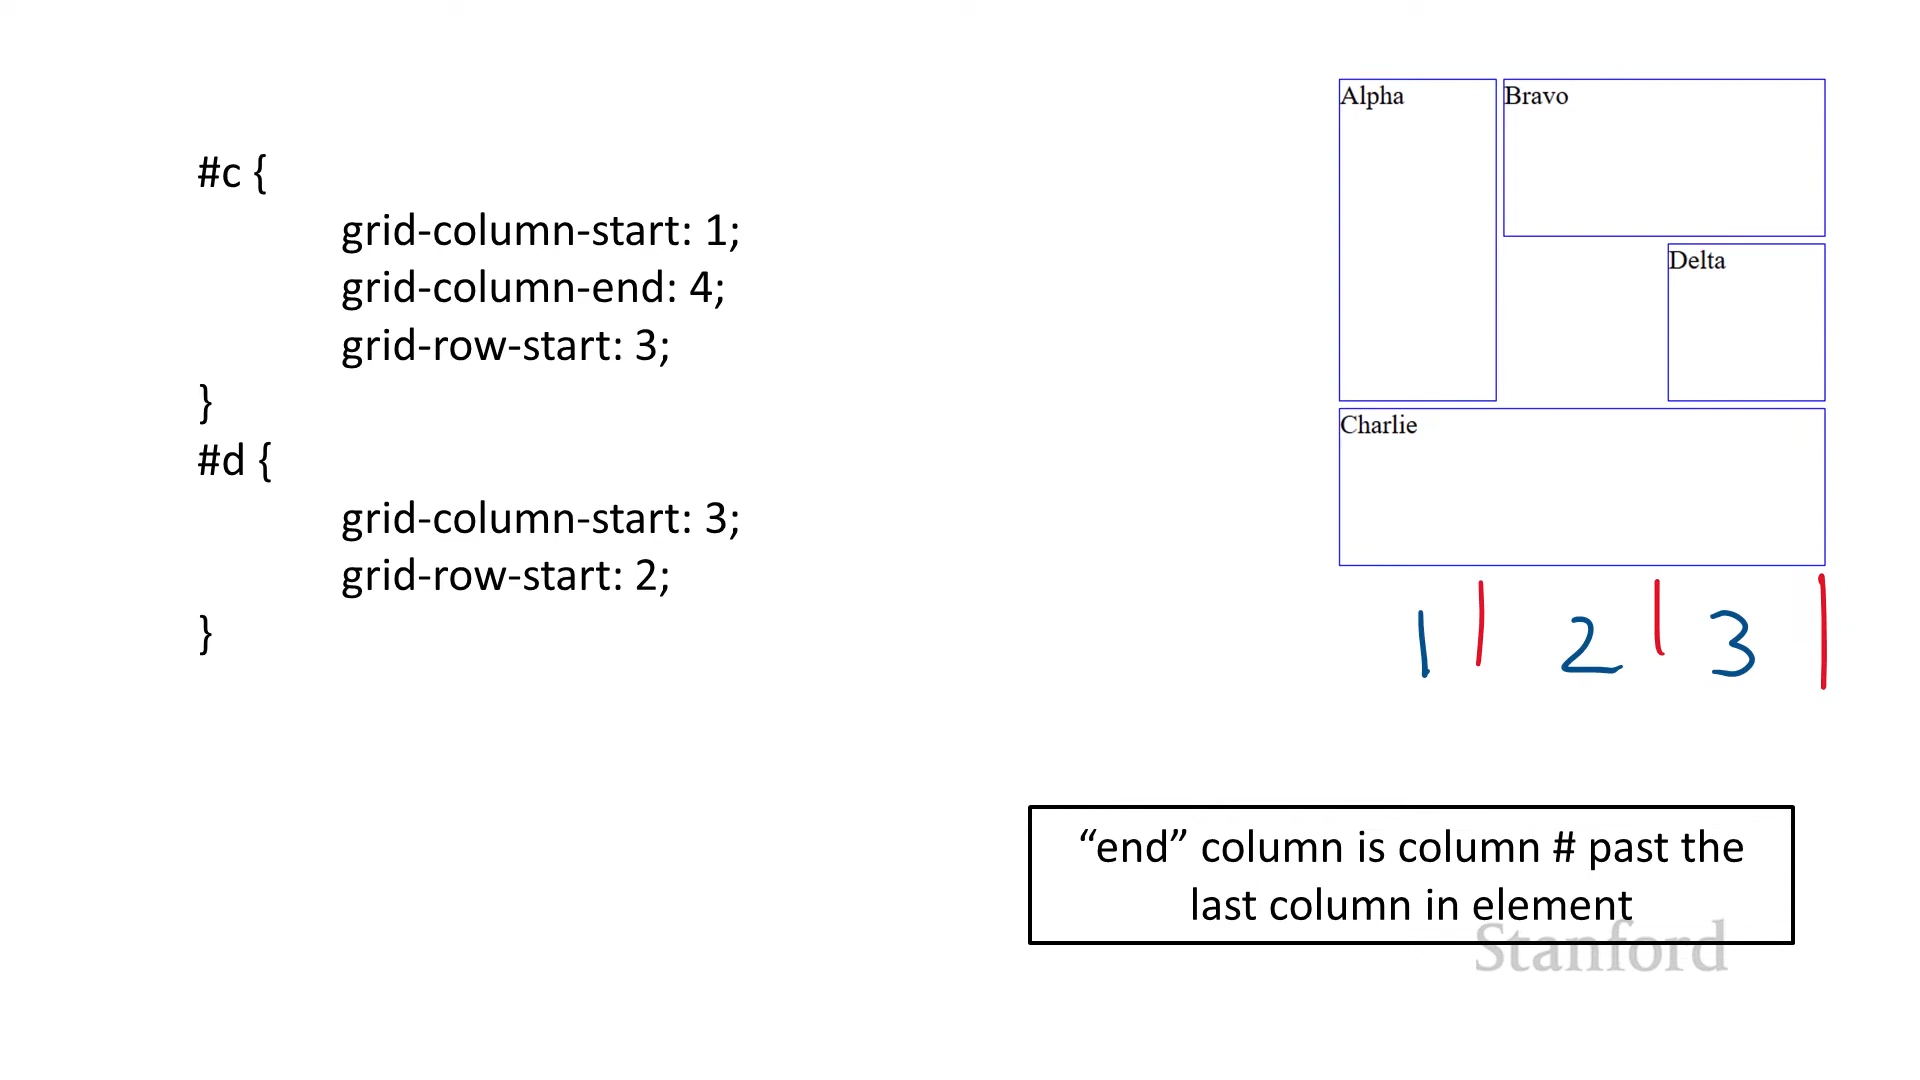 #c {
grid-column-start: 1;
grid-column-end: 4;
grid-row-start: 3;
}
#d {
grid-column-start: 3;
grid-row-start: 2;
}
Alpha
Bravo
Delta
Charlie
1 2 3
“end” column is column # past the
last column in element
Stanford